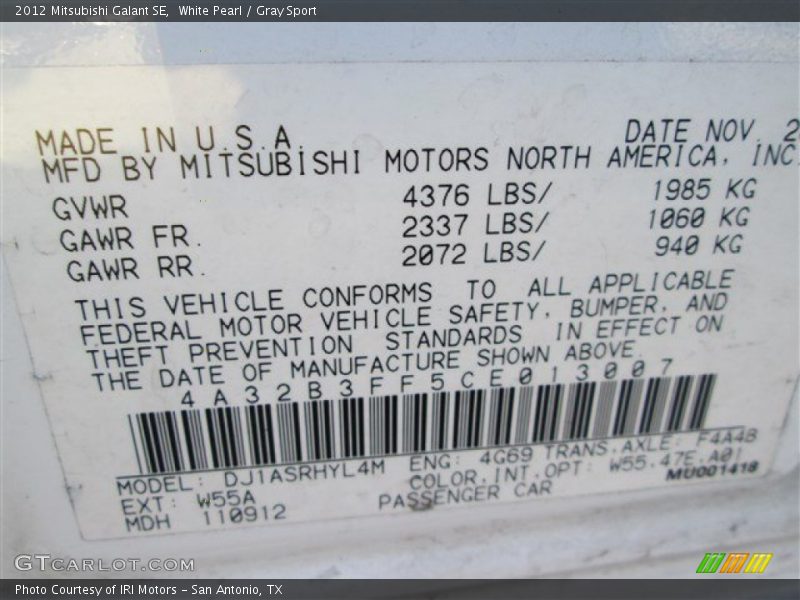 2012 Mitsubishi Galant SE, White Pearl / Gray Sport
MADE IN U.S.A. DATE NOV. 2
MFD BY MITSUBISHI MOTORS NORTH AMERICA, INC.
GVWR 4376 LBS/ 1985 KG
GAWR FR. 2337 LBS/ 1060 KG
GAWR RR. 2072 LBS/ 940 KG
THIS VEHICLE CONFORMS TO ALL APPLICABLE
FEDERAL MOTOR VEHICLE SAFETY, BUMPER, AND
THEFT PREVENTION STANDARDS IN EFFECT ON
THE DATE OF MANUFACTURE SHOWN ABOVE.
4A32B3FF5CE013007
MODEL: DJ1ASRHYL4M ENG: 4G69 TRANS.AXLE: F4A4B
EXT: W55A COLOR.INT.OPT: W55.47E.A01
MDH 110912 PASSENGER CAR MU001418
GTCARLOT.COM
Photo Courtesy of IRI Motors – San Antonio, TX